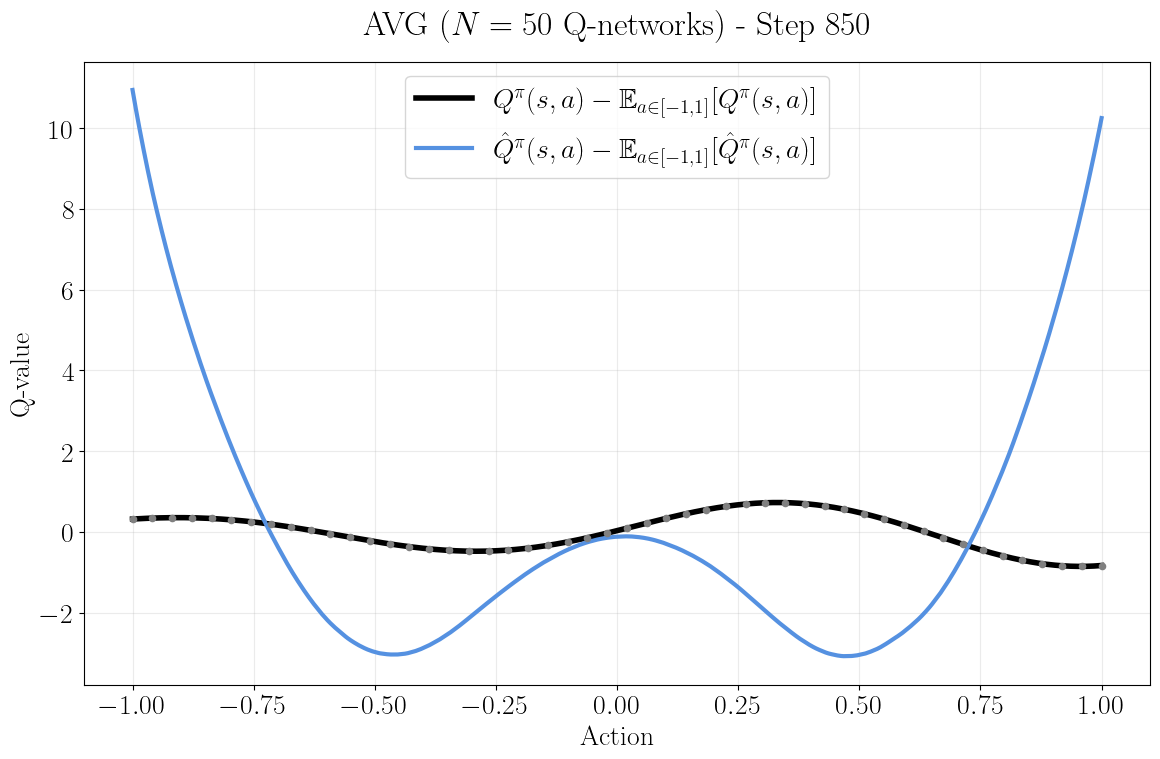 AVG (N = 50 Q-networks) - Step 850
Q^π(s, a) − 𝔼_{a∈[−1,1]}[Q^π(s, a)]
Q̂^π(s, a) − 𝔼_{a∈[−1,1]}[Q̂^π(s, a)]
Q-value
10
8
6
4
2
0
−2
−1.00 −0.75 −0.50 −0.25 0.00 0.25 0.50 0.75 1.00
Action